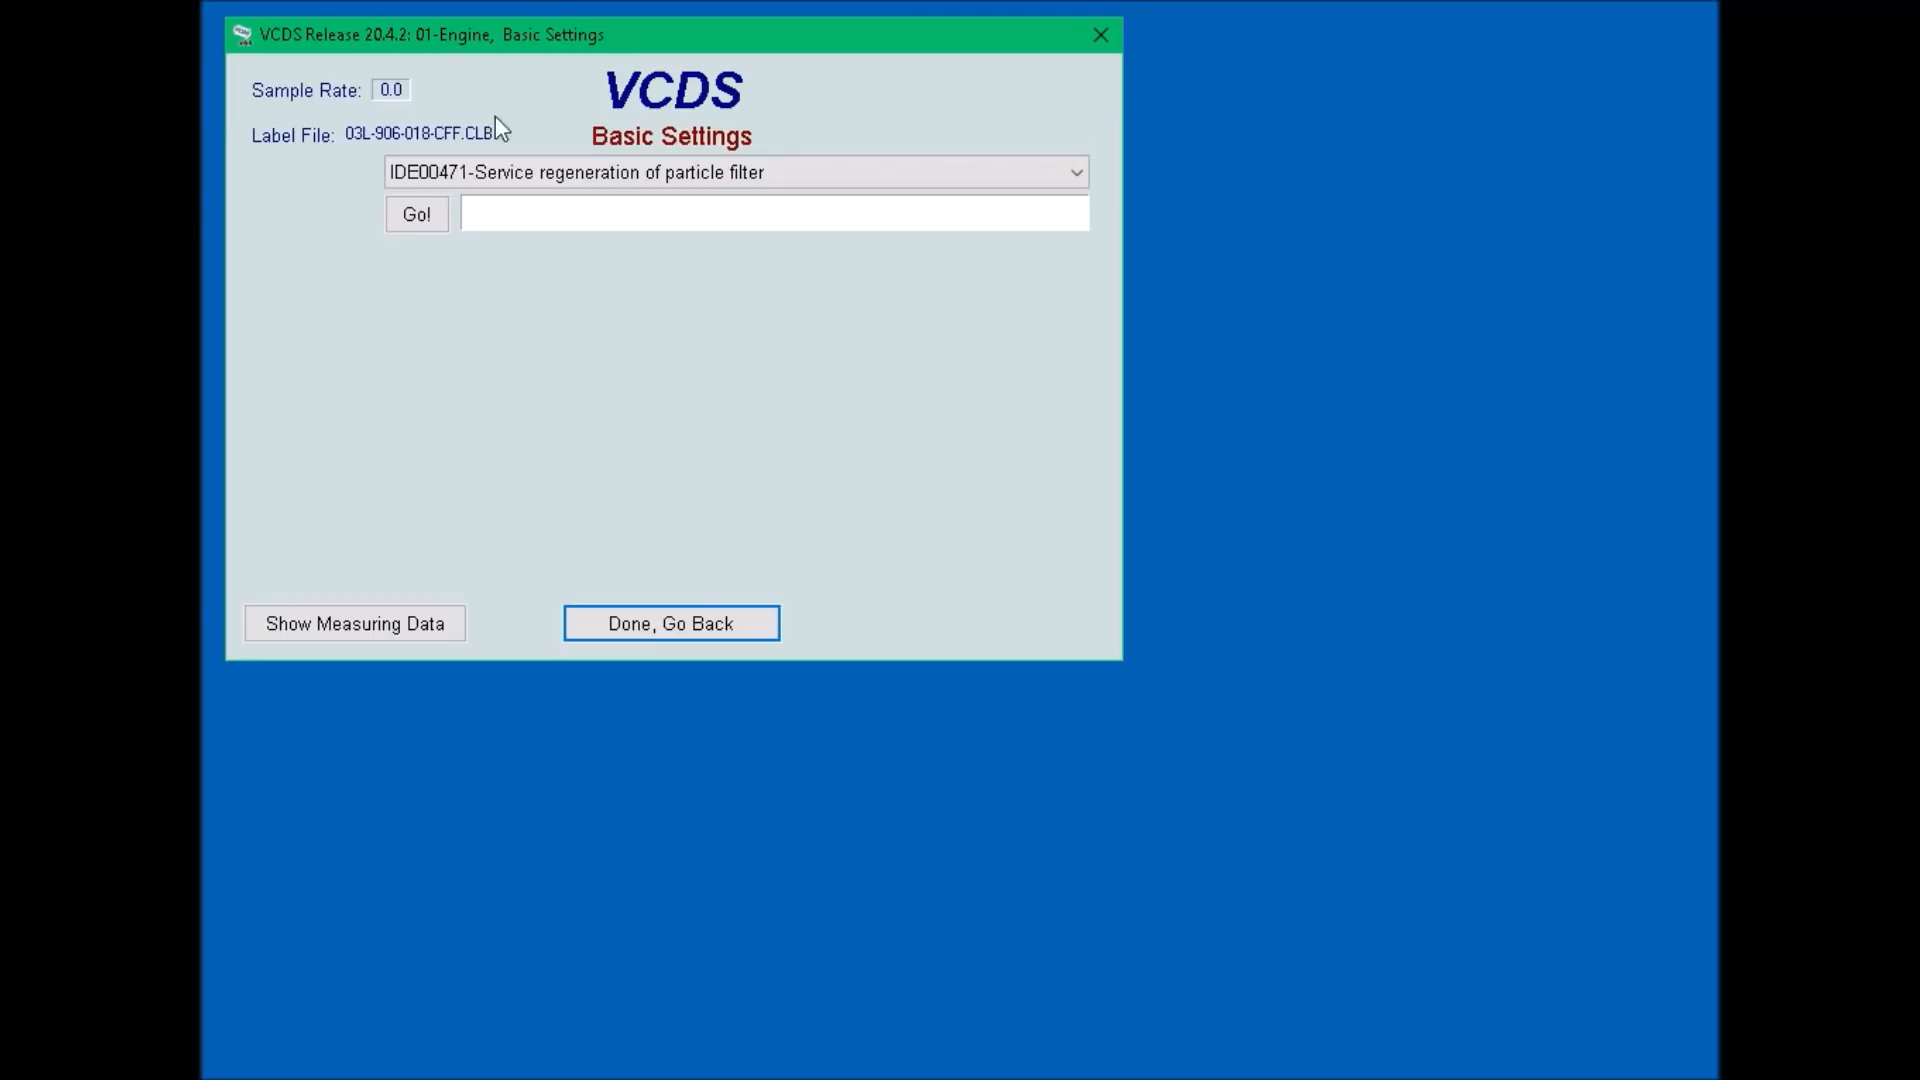 VCDS Release 20.4.2: 01-Engine, Basic Settings
Sample Rate: 0.0
VCDS
Label File: 03L-906-018-CFF.CLB
Basic Settings
IDE00471-Service regeneration of particle filter
Go!
Show Measuring Data
Done, Go Back